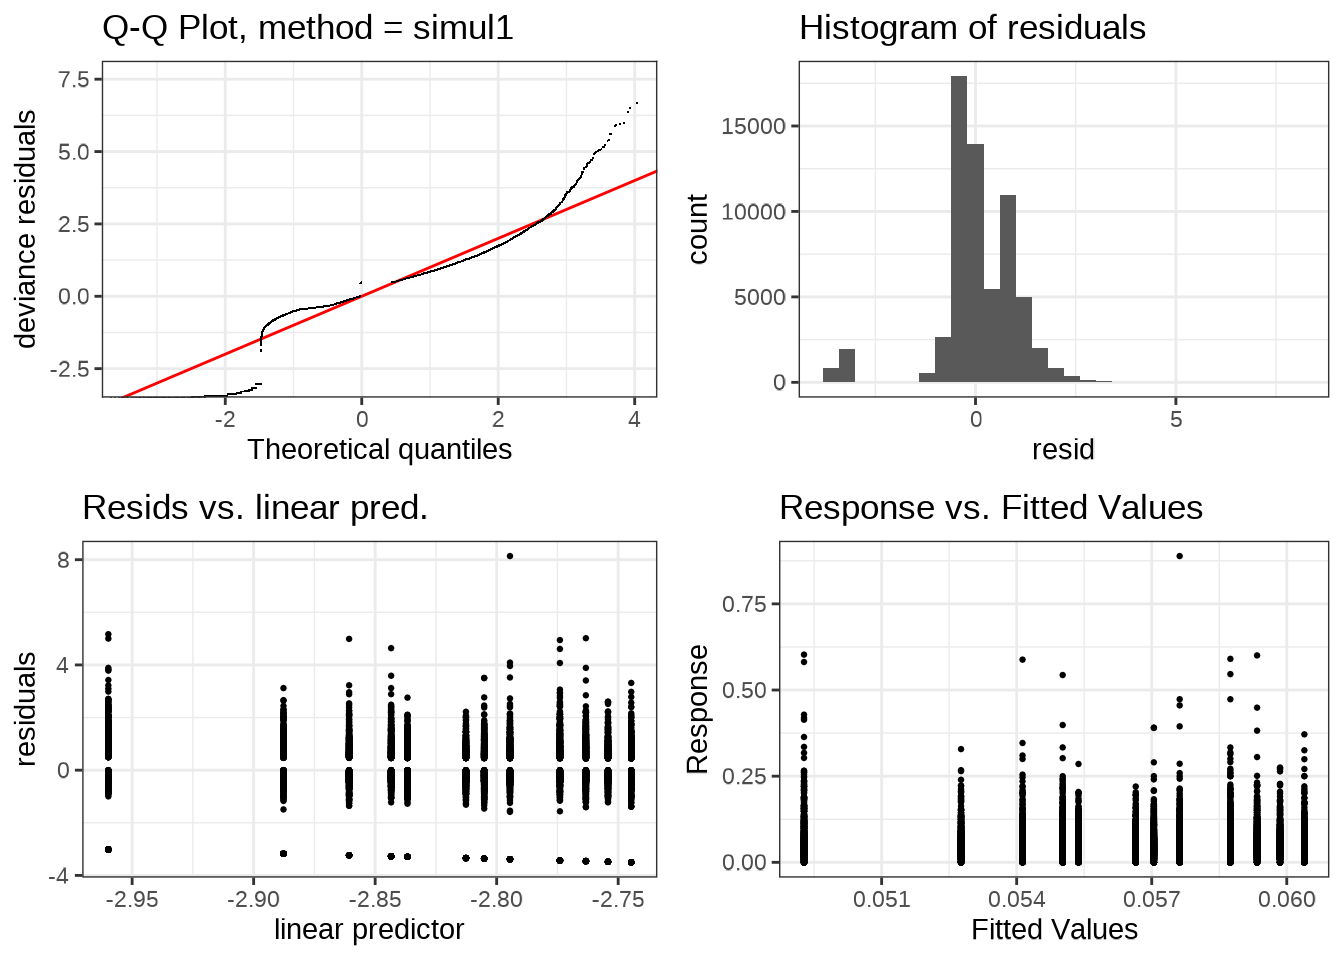 Q-Q Plot, method = simul1
7.5
5.0
2.5
0.0
-2.5
deviance residuals
-2
0
2
4
Theoretical quantiles
Histogram of residuals
15000
10000
5000
0
count
0
5
resid
Resids vs. linear pred.
8
4
0
-4
residuals
-2.95
-2.90
-2.85
-2.80
-2.75
linear predictor
Response vs. Fitted Values
0.75
0.50
0.25
0.00
Response
0.051
0.054
0.057
0.060
Fitted Values